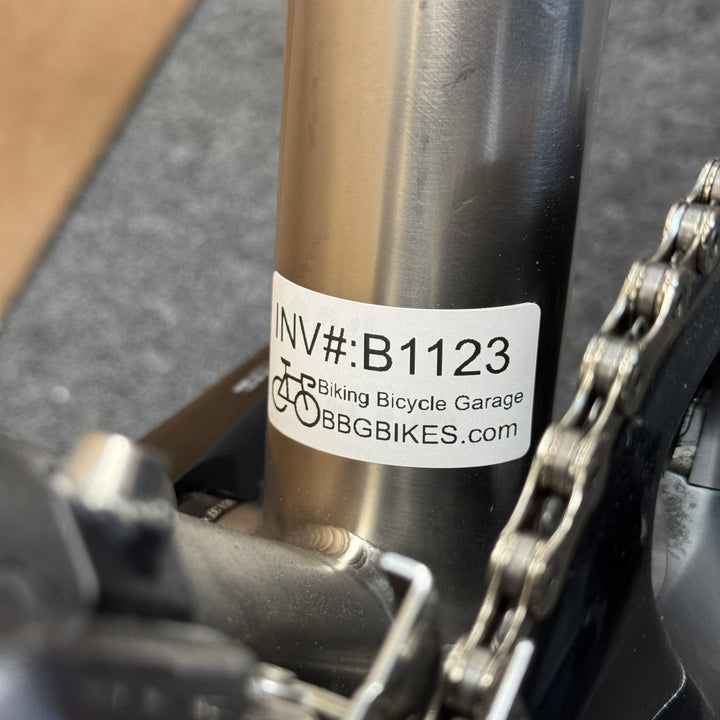 INV#:B1123
Biking Bicycle Garage
BBGBIKES.com